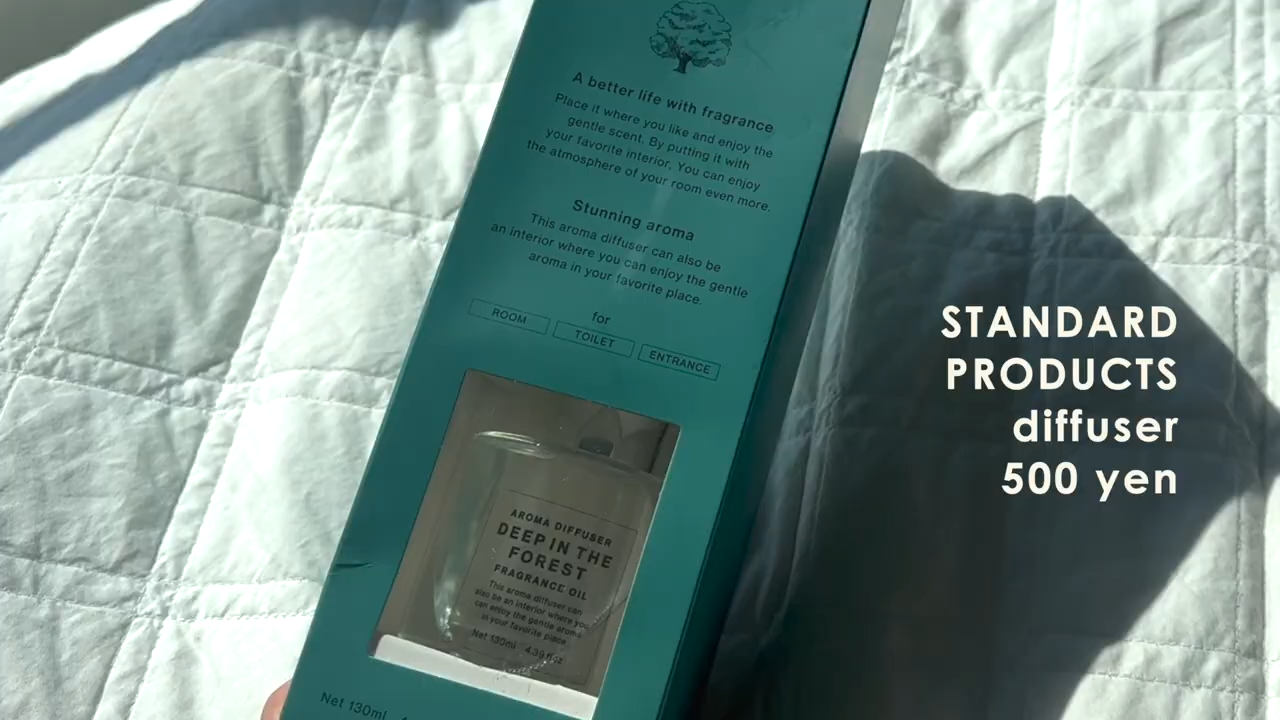 A better life with fragrance
Place it where you like and enjoy the
gentle scent. By putting it with
your favorite interior, You can enjoy
the atmosphere of your room even more.
Stunning aroma
This aroma diffuser can also be
an interior where you can enjoy the gentle
aroma in your favorite place.
for
ROOM
TOILET
ENTRANCE
AROMA DIFFUSER
DEEP IN THE
FOREST
FRAGRANCE OIL
This aroma diffuser can
also be an interior where you
can enjoy the gentle aroma
in your favorite place
Net 130ml 4.39 fl oz
Net 130ml
STANDARD
PRODUCTS
diffuser
500 yen